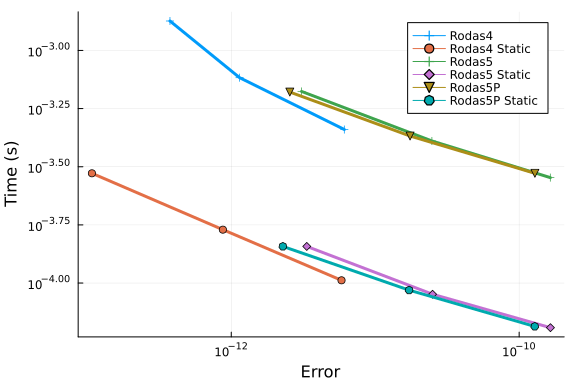 Time (s)
10^−3.00
10^−3.25
10^−3.50
10^−3.75
10^−4.00
Rodas4
Rodas4 Static
Rodas5
Rodas5 Static
Rodas5P
Rodas5P Static
10^−12
10^−10
Error